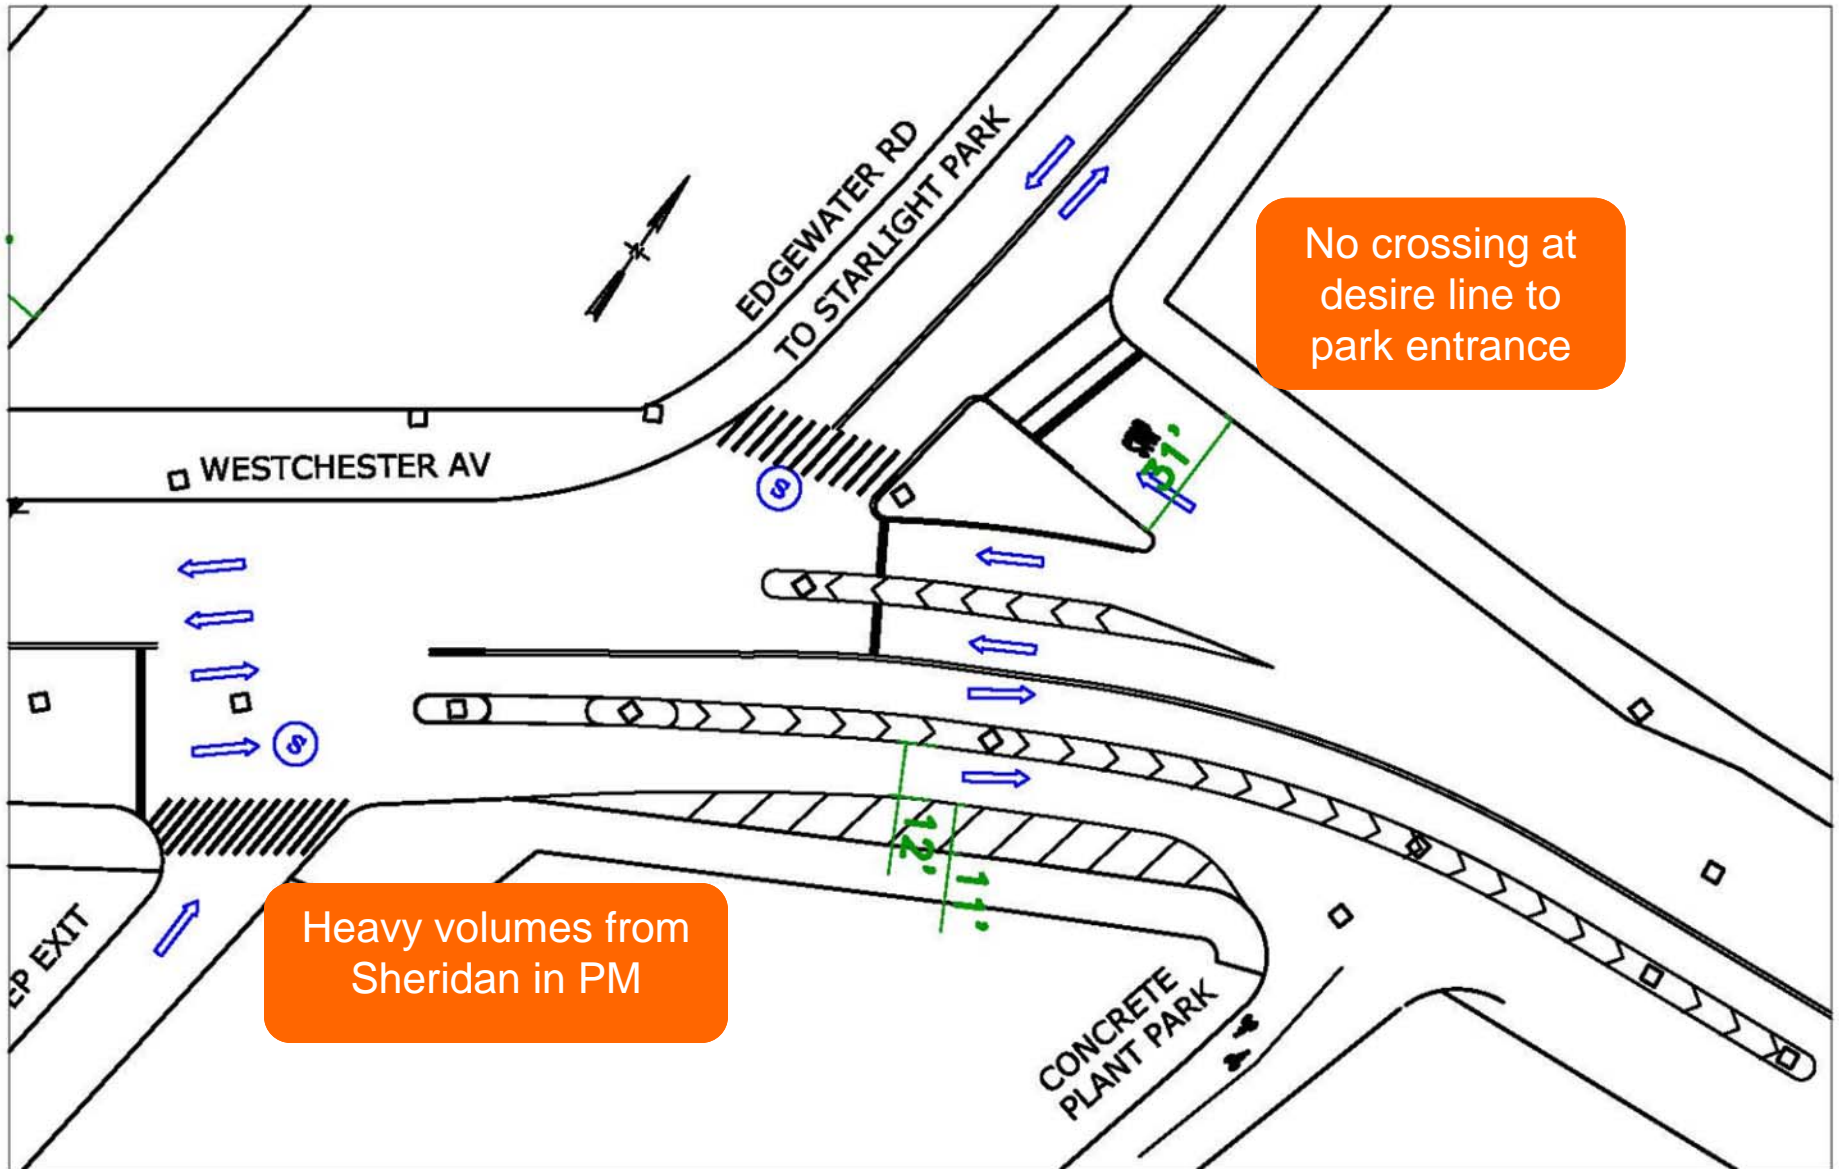 EDGEWATER RD
TO STARLIGHT PARK
No crossing at
desire line to
park entrance
WESTCHESTER AV
S
31'
S
12'
11'
Heavy volumes from
Sheridan in PM
EP EXIT
CONCRETE
PLANT PARK